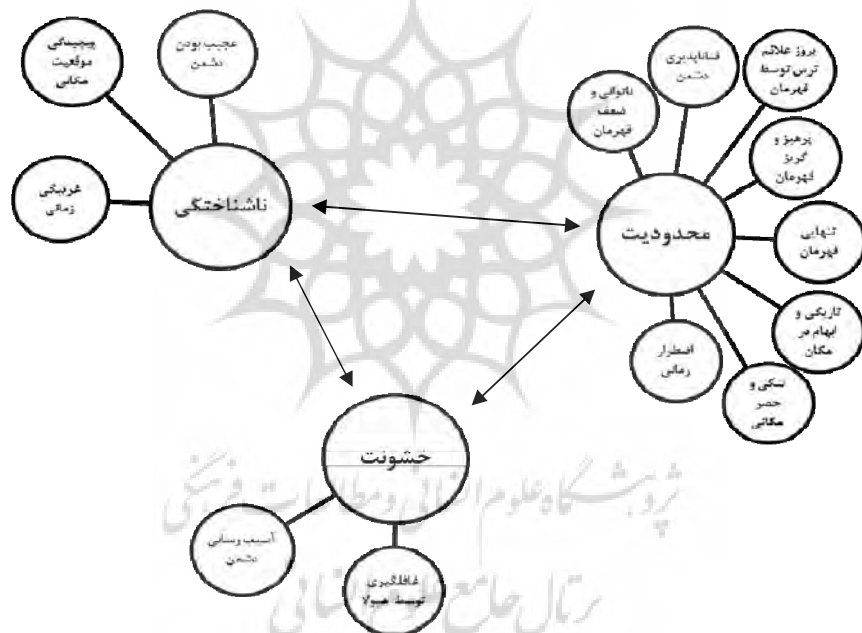 بروز علائم
ترس توسط
قهرمان
فناناپذیری
دشمن
ناتوانی و
ضعف
قهرمان
پرهیز و
گریز
قهرمان
محدودیت
تنهایی
قهرمان
تاریکی و
ابهام در
مکان
تنگی و
حصر
مکانی
اضطرار
زمانی
عجیب بودن
دشمن
پیچیدگی
موقعیت
مکانی
ناشناختگی
غریبگی
زمانی
خشونت
آسیب رسانی
دشمن
غافلگیری
توسط هیولا
پژوهشگاه علوم انسانی و مطالعات فرهنگی
پرتال جامع علوم انسانی